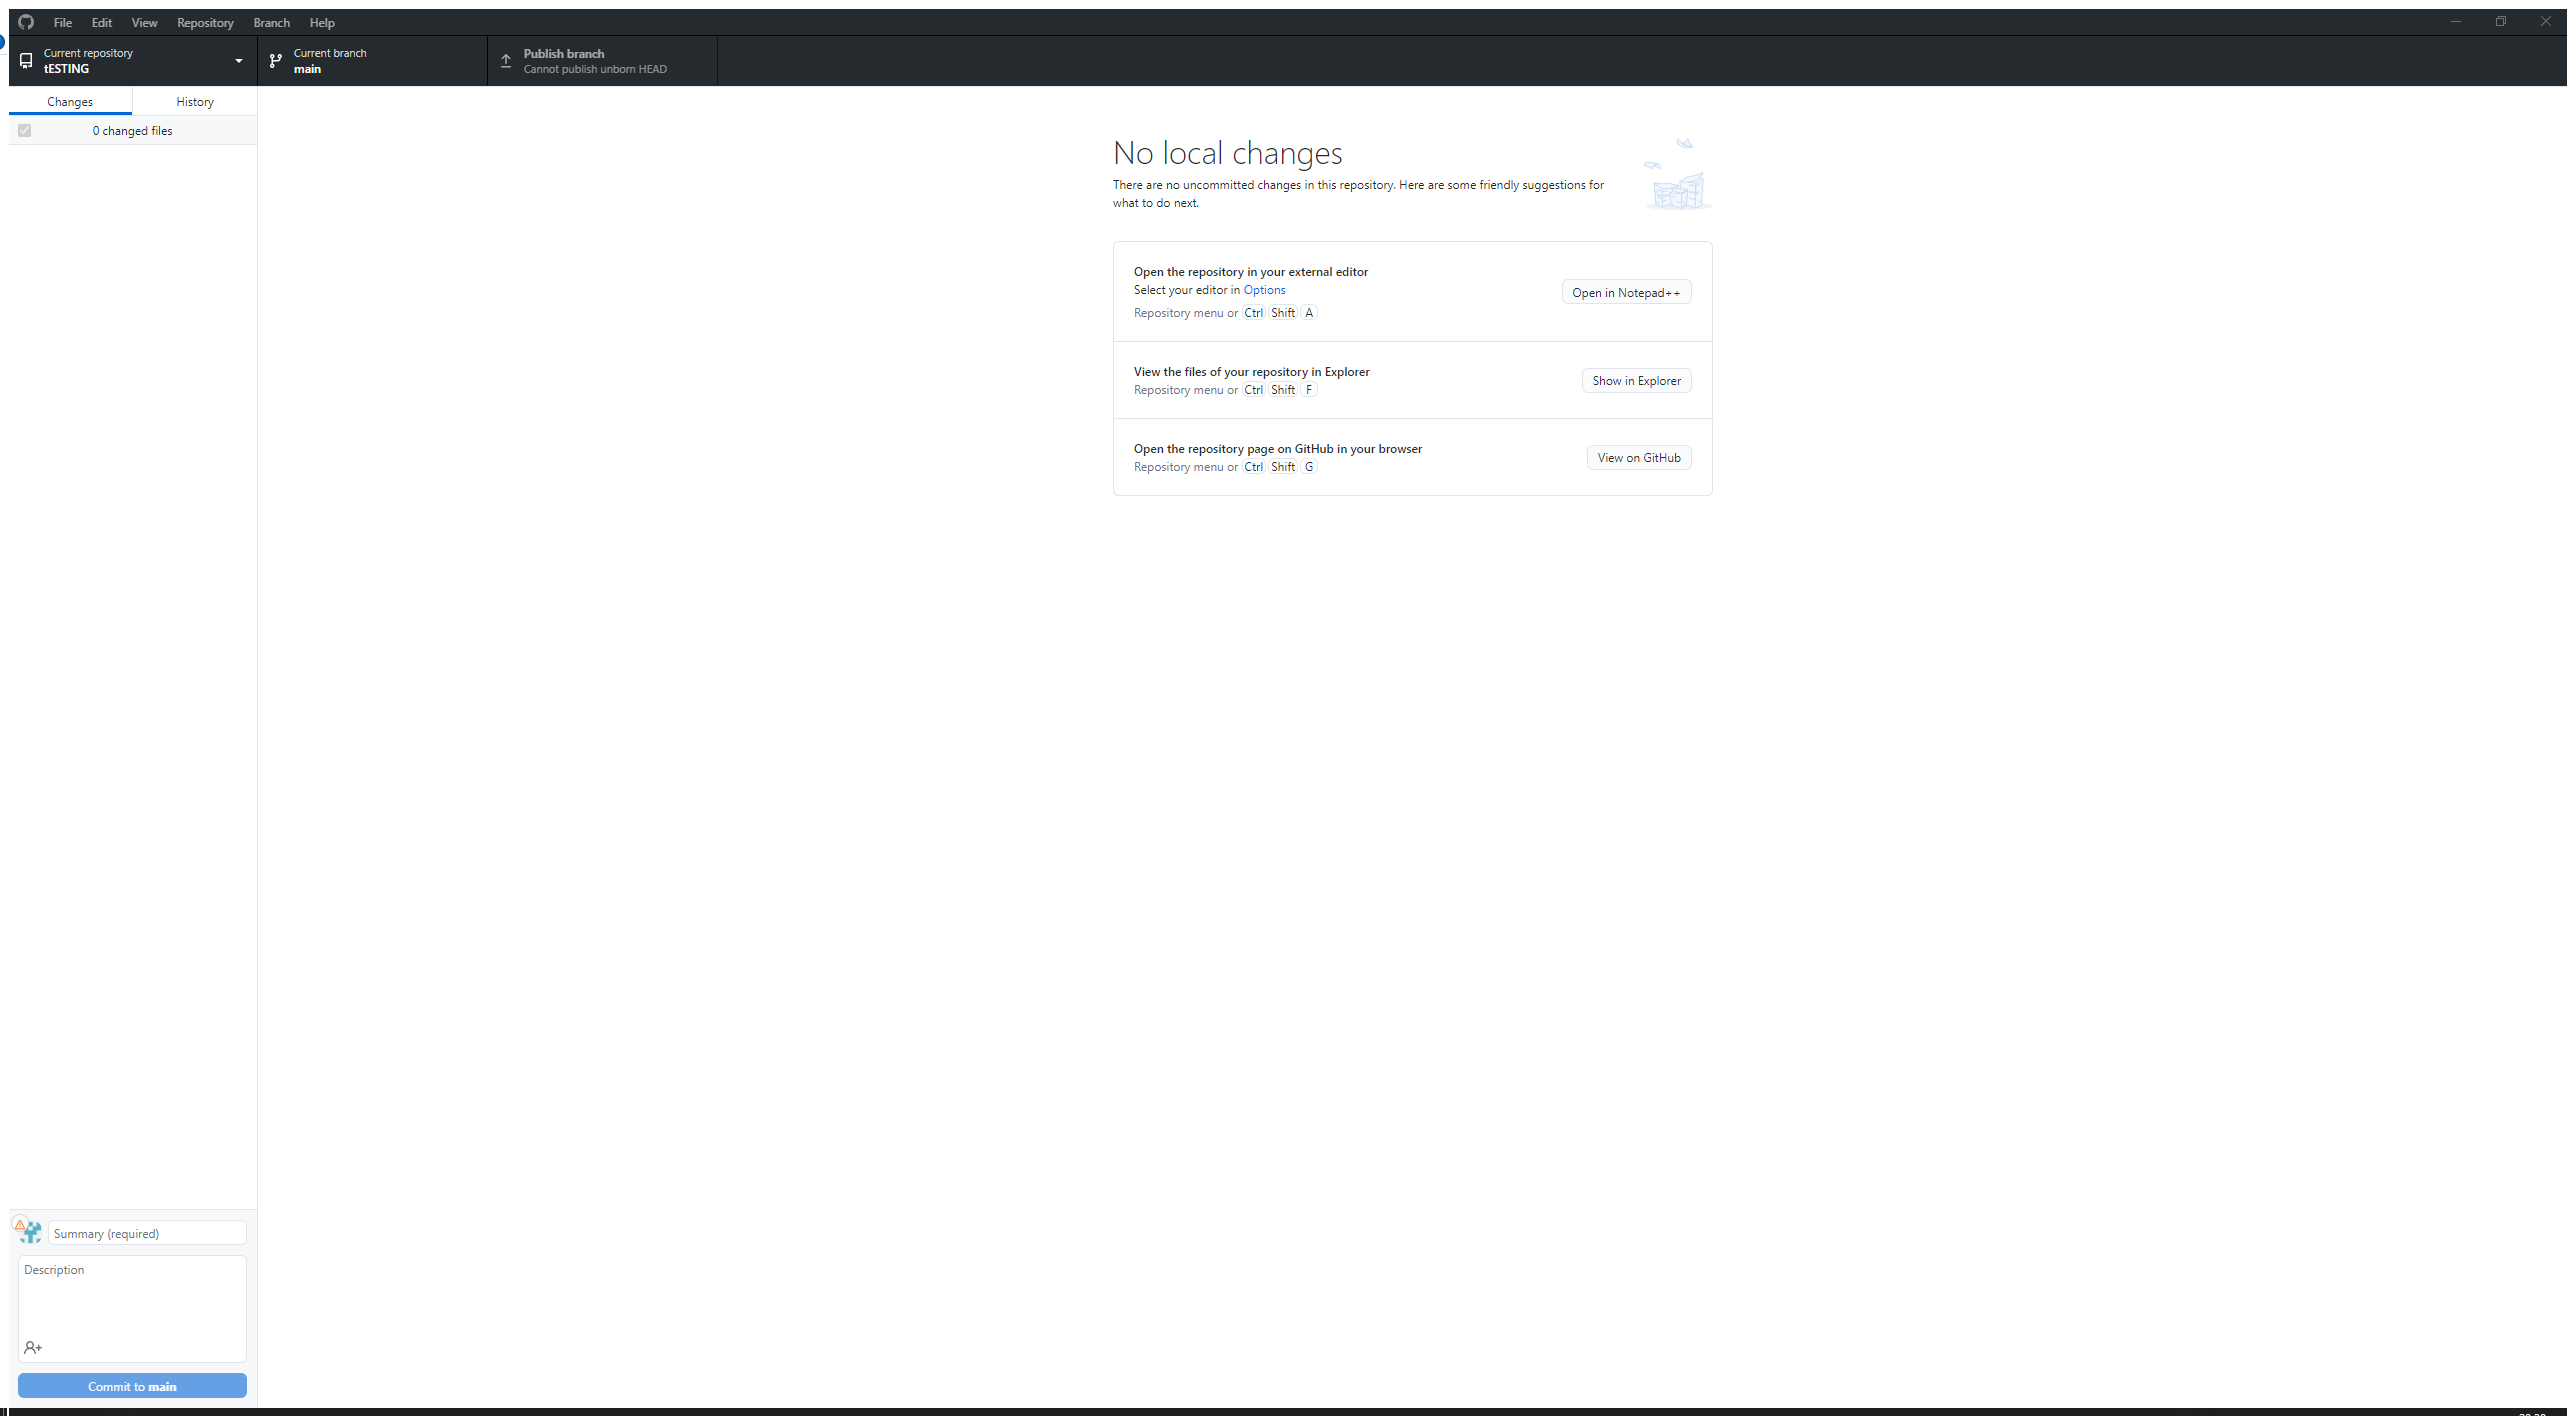 File Edit View Repository Branch Help
Current repository
tESTING
Current branch
main
Publish branch
Cannot publish unborn HEAD
Changes
History
0 changed files
No local changes
There are no uncommitted changes in this repository. Here are some friendly suggestions for
what to do next.
Open the repository in your external editor
Select your editor in Options
Repository menu or Ctrl Shift A
Open in Notepad++
View the files of your repository in Explorer
Repository menu or Ctrl Shift F
Show in Explorer
Open the repository page on GitHub in your browser
Repository menu or Ctrl Shift G
View on GitHub
Summary (required)
Description
Commit to main